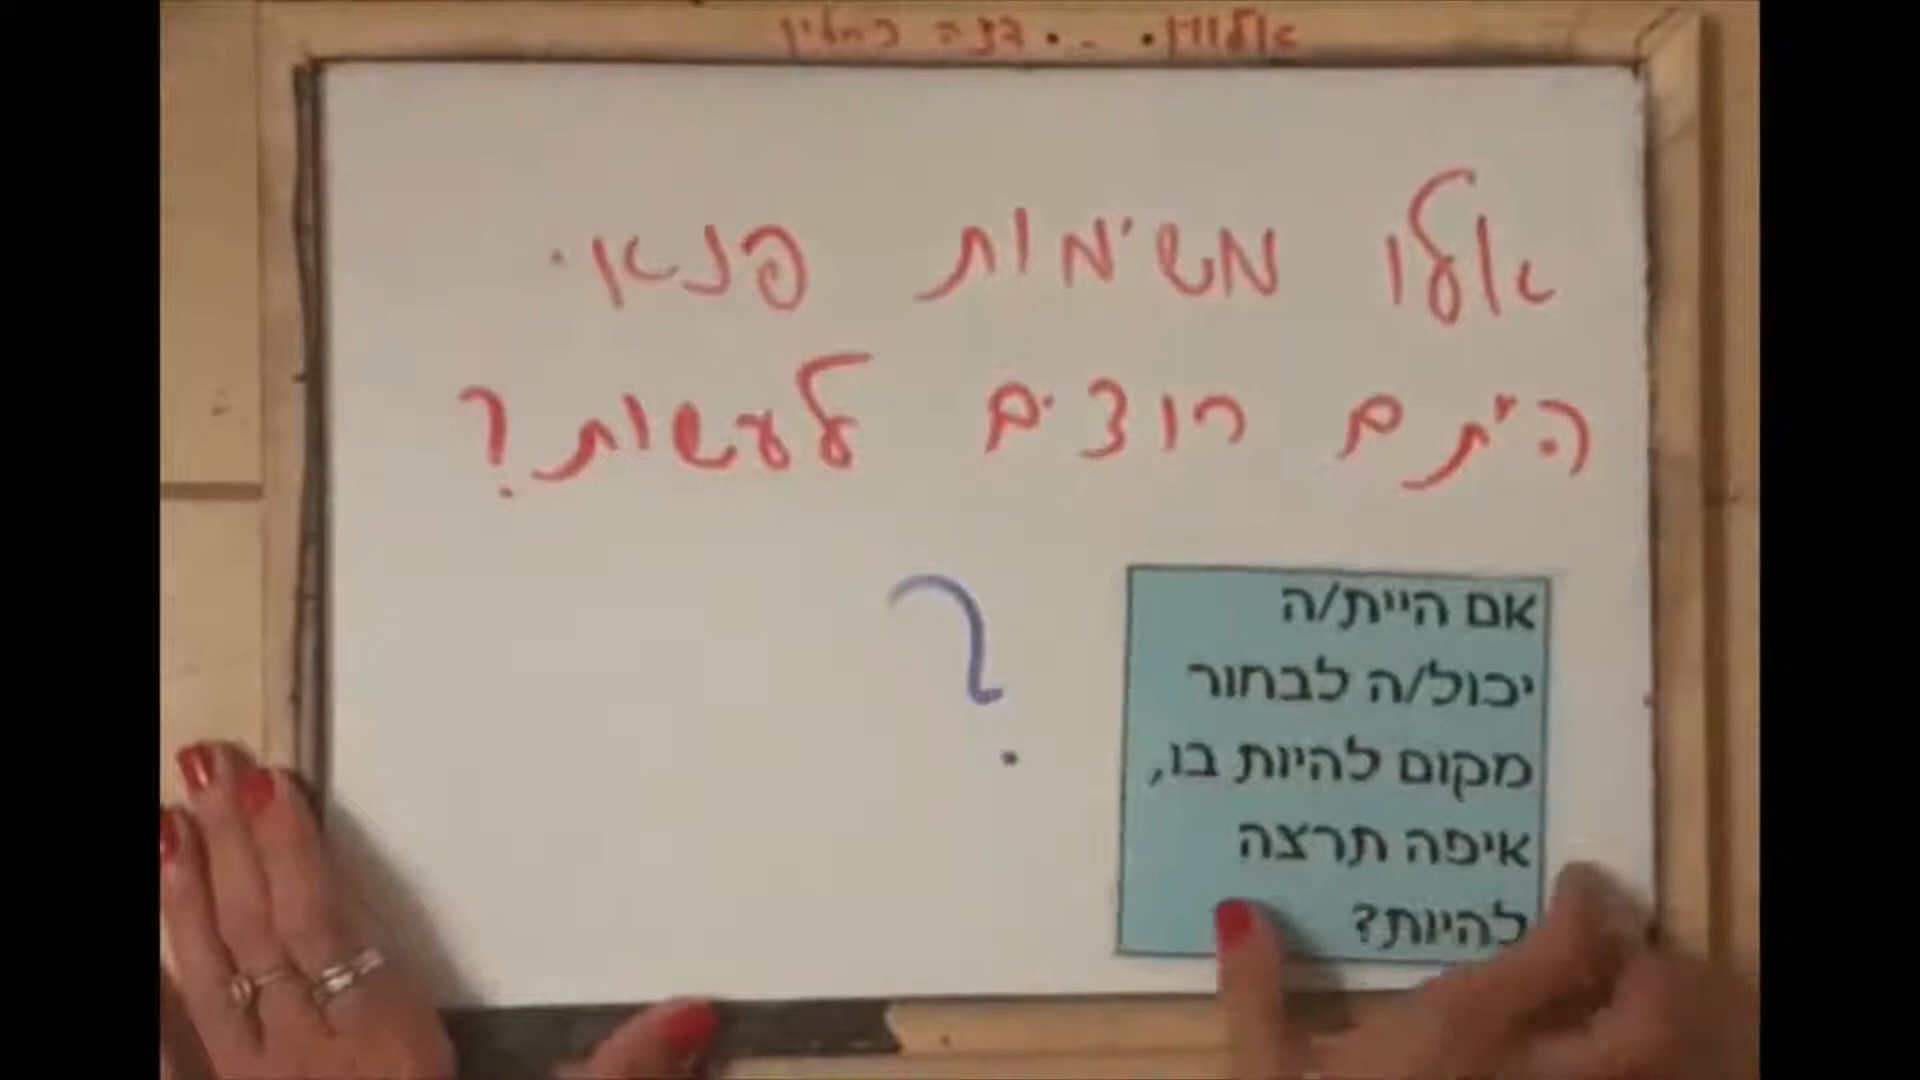 אלו משימות פנאי
הייתם רוצים לעשות?
?
אם היית/ה
יכול/ה לבחור
מקום להיות בו,
איפה תרצה
להיות?